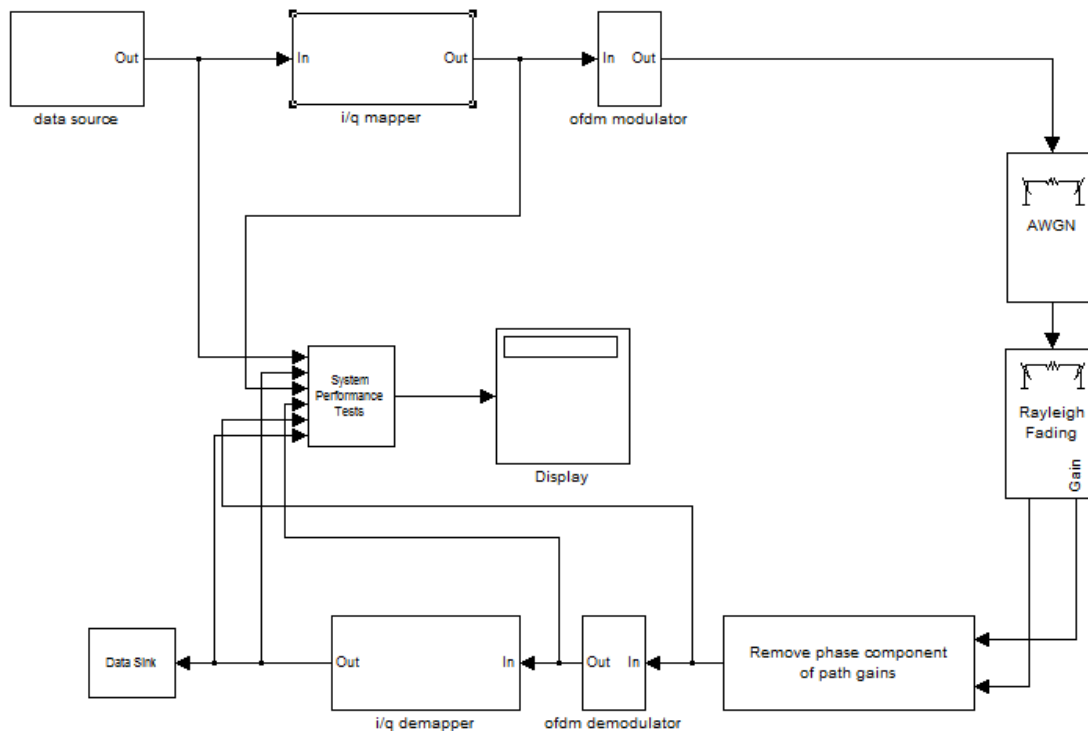 Out
In
Out
In
Out
data source
i/q mapper
ofdm modulator
AWGN
System
Performance
Tests
Rayleigh
Fading
Gain
Display
Data Sink
Out
In
Out
In
Remove phase component
of path gains
i/q demapper
ofdm demodulator